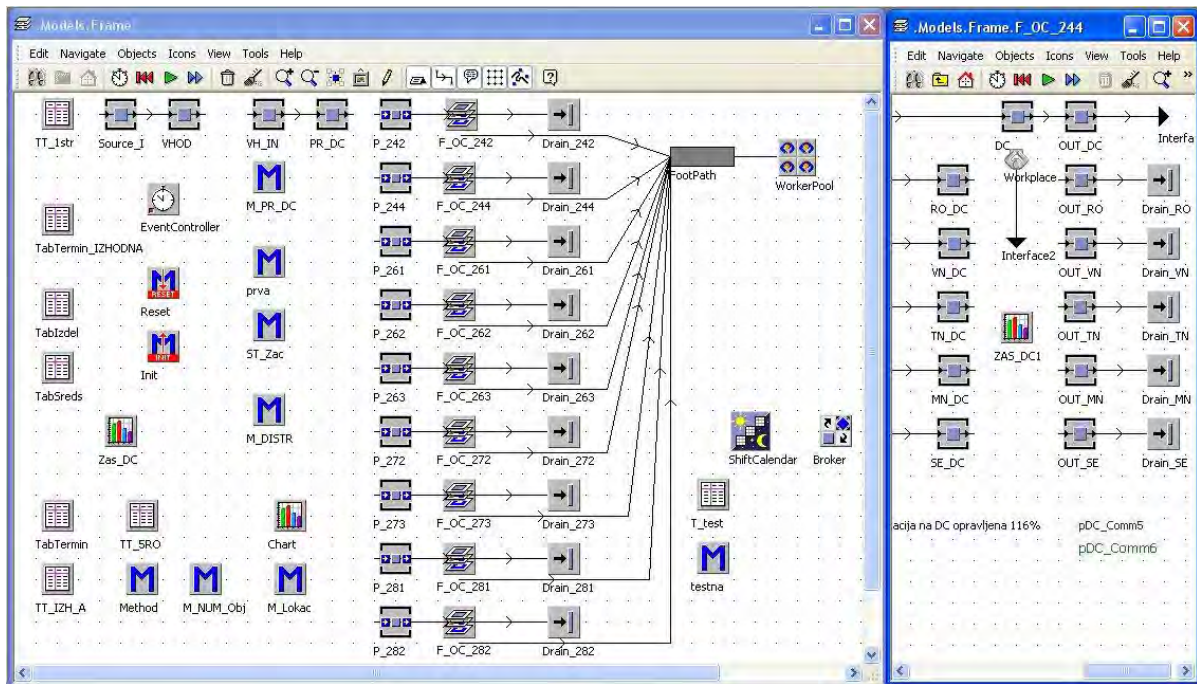 .Models.Frame
Edit Navigate Objects Icons View Tools Help
TT_1str Source_I VHOD VH_IN PR_DC P_242 F_OC_242 Drain_242
FootPath WorkerPool
M_PR_DC P_244 F_OC_244 Drain_244
EventController
TabTermin_IZHODNA
prva P_261 F_OC_261 Drain_261
RESET
Reset
TabIzdel
ST_Zac P_262 F_OC_262 Drain_262
INIT
Init
TabSreds P_263 F_OC_263 Drain_263
M_DISTR
Zas_DC P_272 F_OC_272 Drain_272 ShiftCalendar Broker
P_273 F_OC_273 Drain_273 T_test
TabTermin TT_5RO Chart
P_281 F_OC_281 Drain_281 testna
TT_IZH_A Method M_NUM_Obj M_Lokac
P_282 F_OC_282 Drain_282
.Models.Frame.F_OC_244
Edit Navigate Objects Icons View Tools Help
DC OUT_DC Interfa
Workplace
RO_DC OUT_RO Drain_RO
Interface2
VN_DC OUT_VN Drain_VN
TN_DC OUT_TN Drain_TN
ZAS_DC1
MN_DC OUT_MN Drain_MN
SE_DC OUT_SE Drain_SE
acija na DC opravljena 116% pDC_Comm5
pDC_Comm6